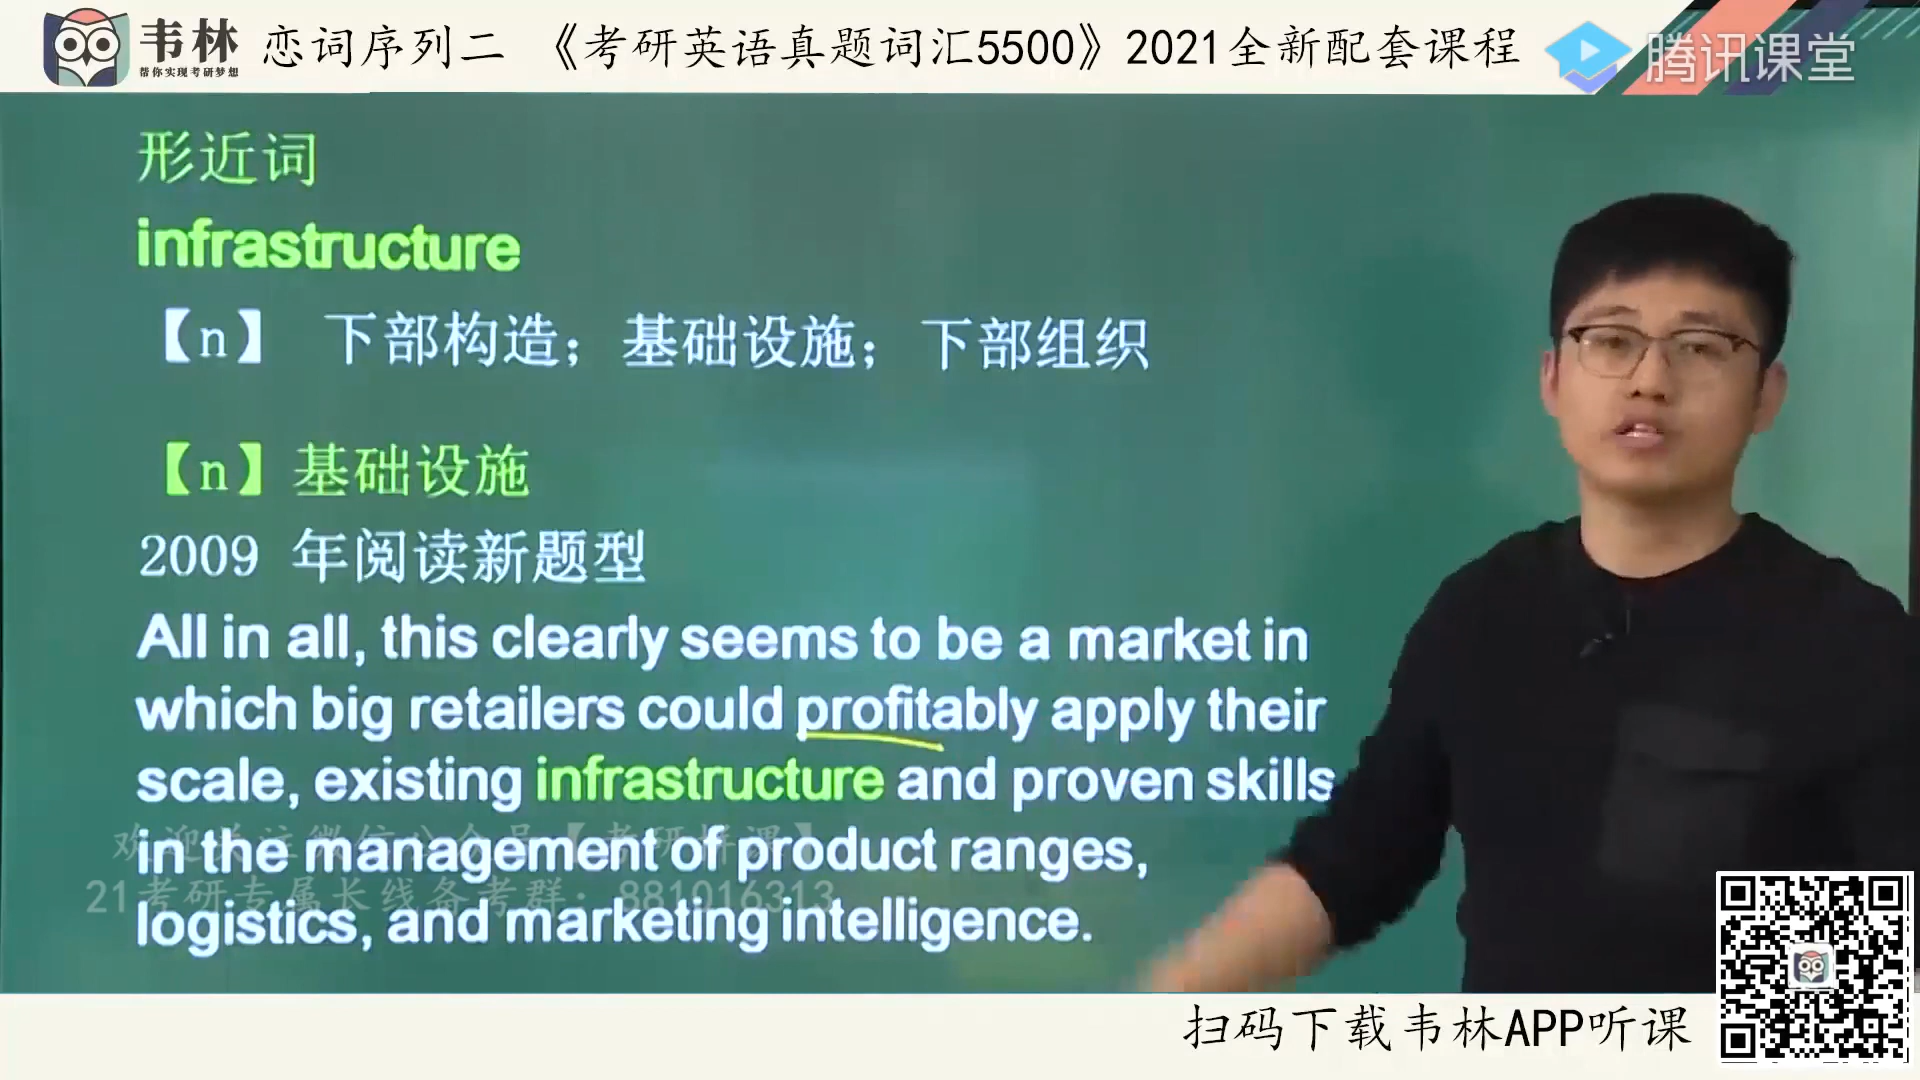 韦林
帮你实现考研梦想
恋词序列二 《考研英语真题词汇5500》2021全新配套课程
腾讯课堂
形近词
infrastructure
【n】 下部构造；基础设施；下部组织
【n】基础设施
2009 年阅读新题型
All in all, this clearly seems to be a market in
which big retailers could profitably apply their
scale, existing infrastructure and proven skills
in the management of product ranges,
logistics, and marketing intelligence.
21考研专属长线备考群：881016313
扫码下载韦林APP听课